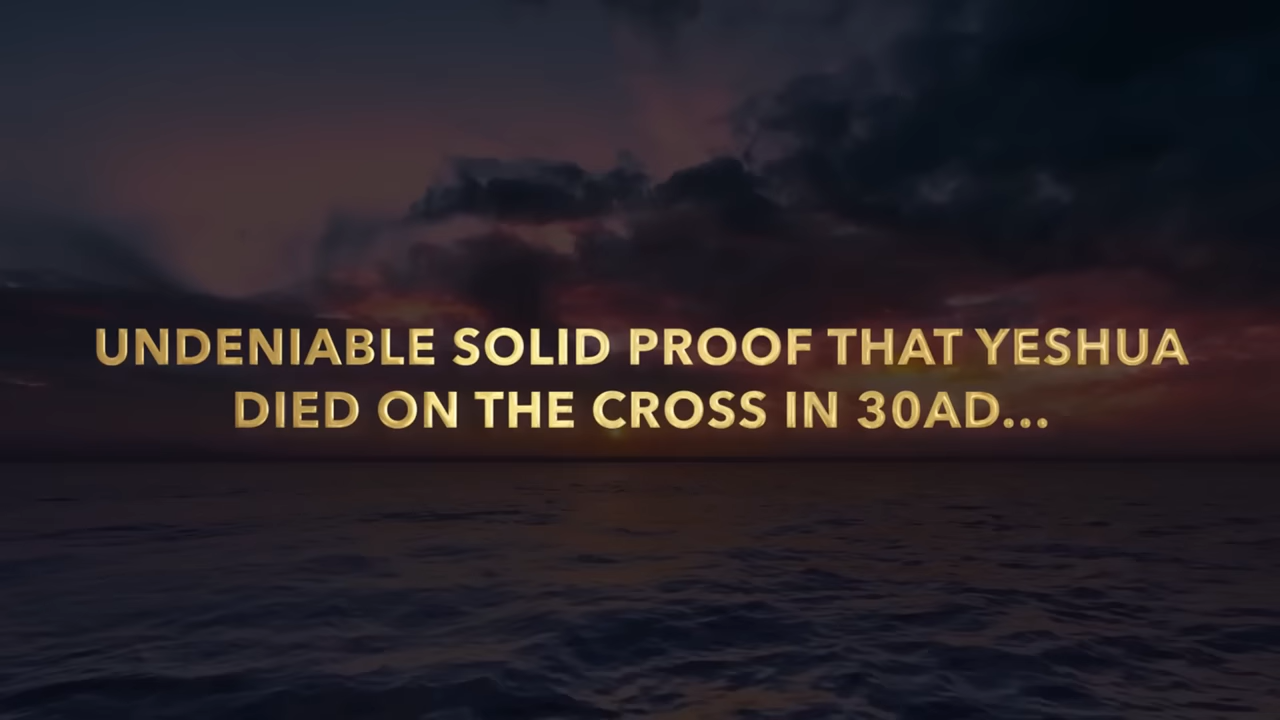 UNDENIABLE SOLID PROOF THAT YESHUA
DIED ON THE CROSS IN 30AD...